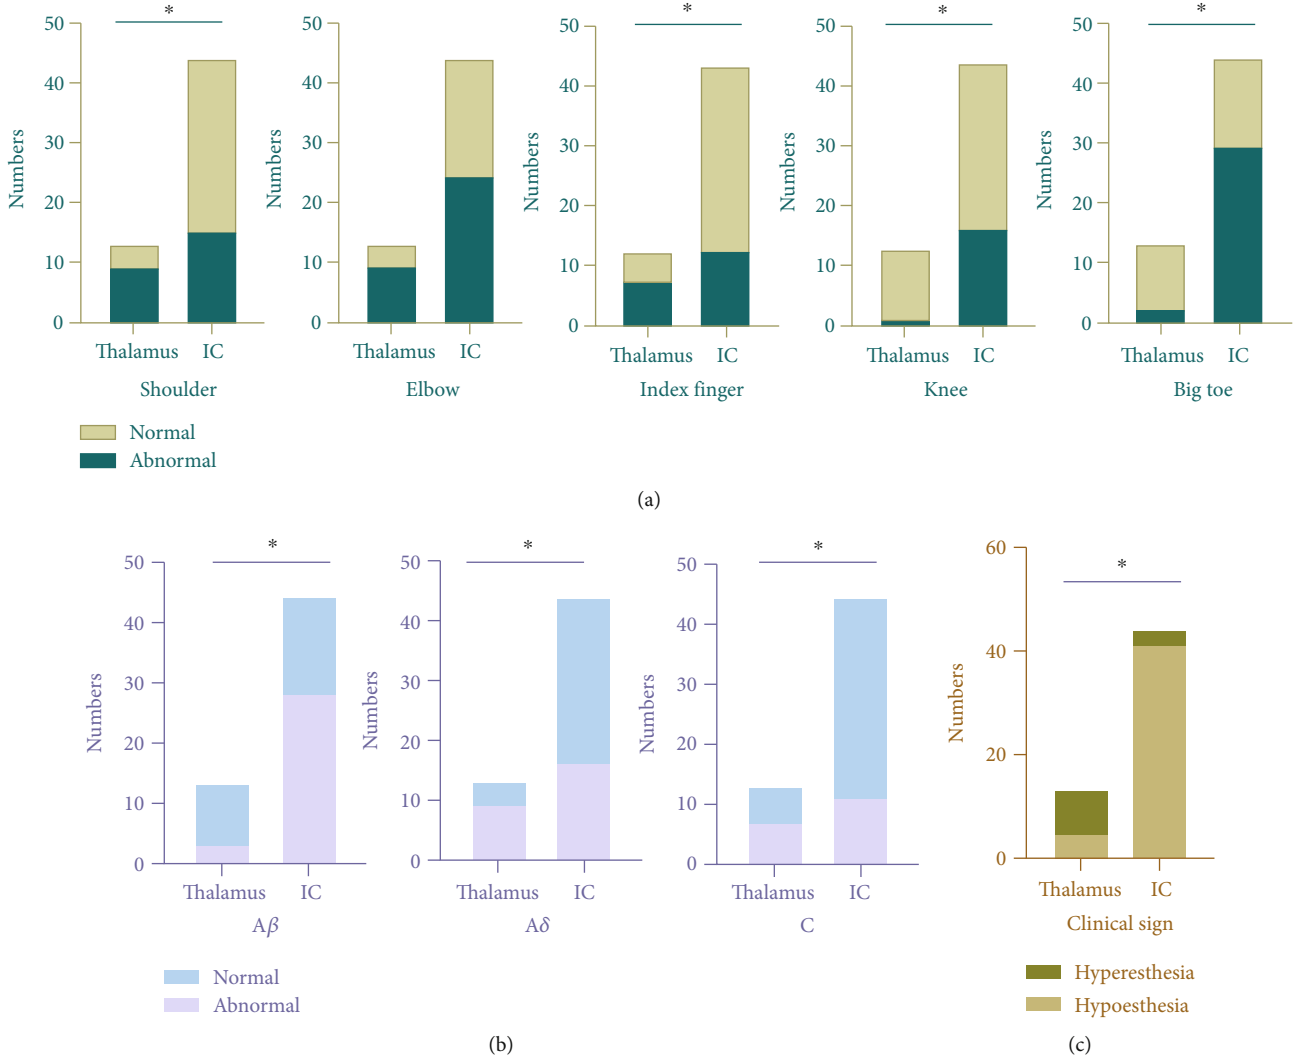 * * * *
50 50 50 50 50
40 40 40 40 40
30 30 30 30 30
20 20 20 20 20
10 10 10 10 10
0 0 0 0 0
Numbers Numbers Numbers Numbers Numbers
Thalamus IC Thalamus IC Thalamus IC Thalamus IC Thalamus IC
Shoulder Elbow Index finger Knee Big toe
Normal
Abnormal
(a)
* * * *
50 50 50 60
40 40 40 40
30 30 30 20
20 20 20 0
10 10 10
0 0 0
Numbers Numbers Numbers Numbers
Thalamus IC Thalamus IC Thalamus IC Thalamus IC
Aβ Aδ C Clinical sign
Normal
Abnormal
Hyperesthesia
Hypoesthesia
(b) (c)